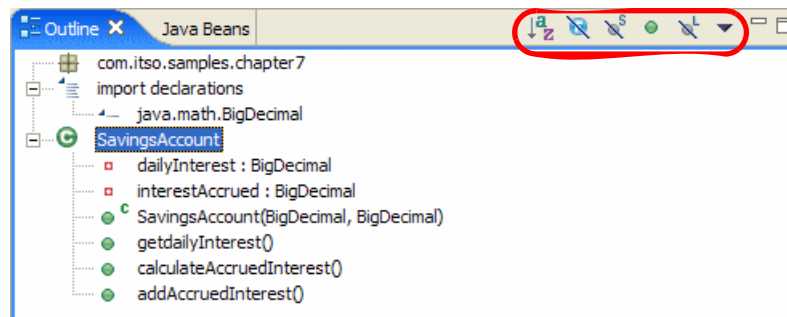 Outline Java Beans
com.itso.samples.chapter7
import declarations
java.math.BigDecimal
SavingsAccount
dailyInterest : BigDecimal
interestAccrued : BigDecimal
SavingsAccount(BigDecimal, BigDecimal)
getdailyInterest()
calculateAccruedInterest()
addAccruedInterest()